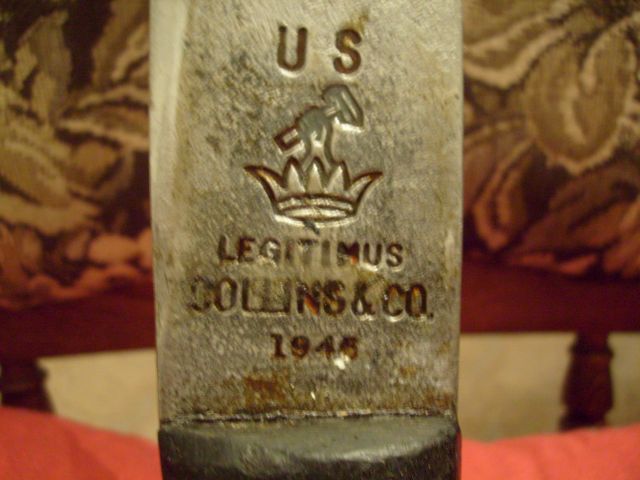 US
LEGITIMUS
COLLINS & CO.
1945